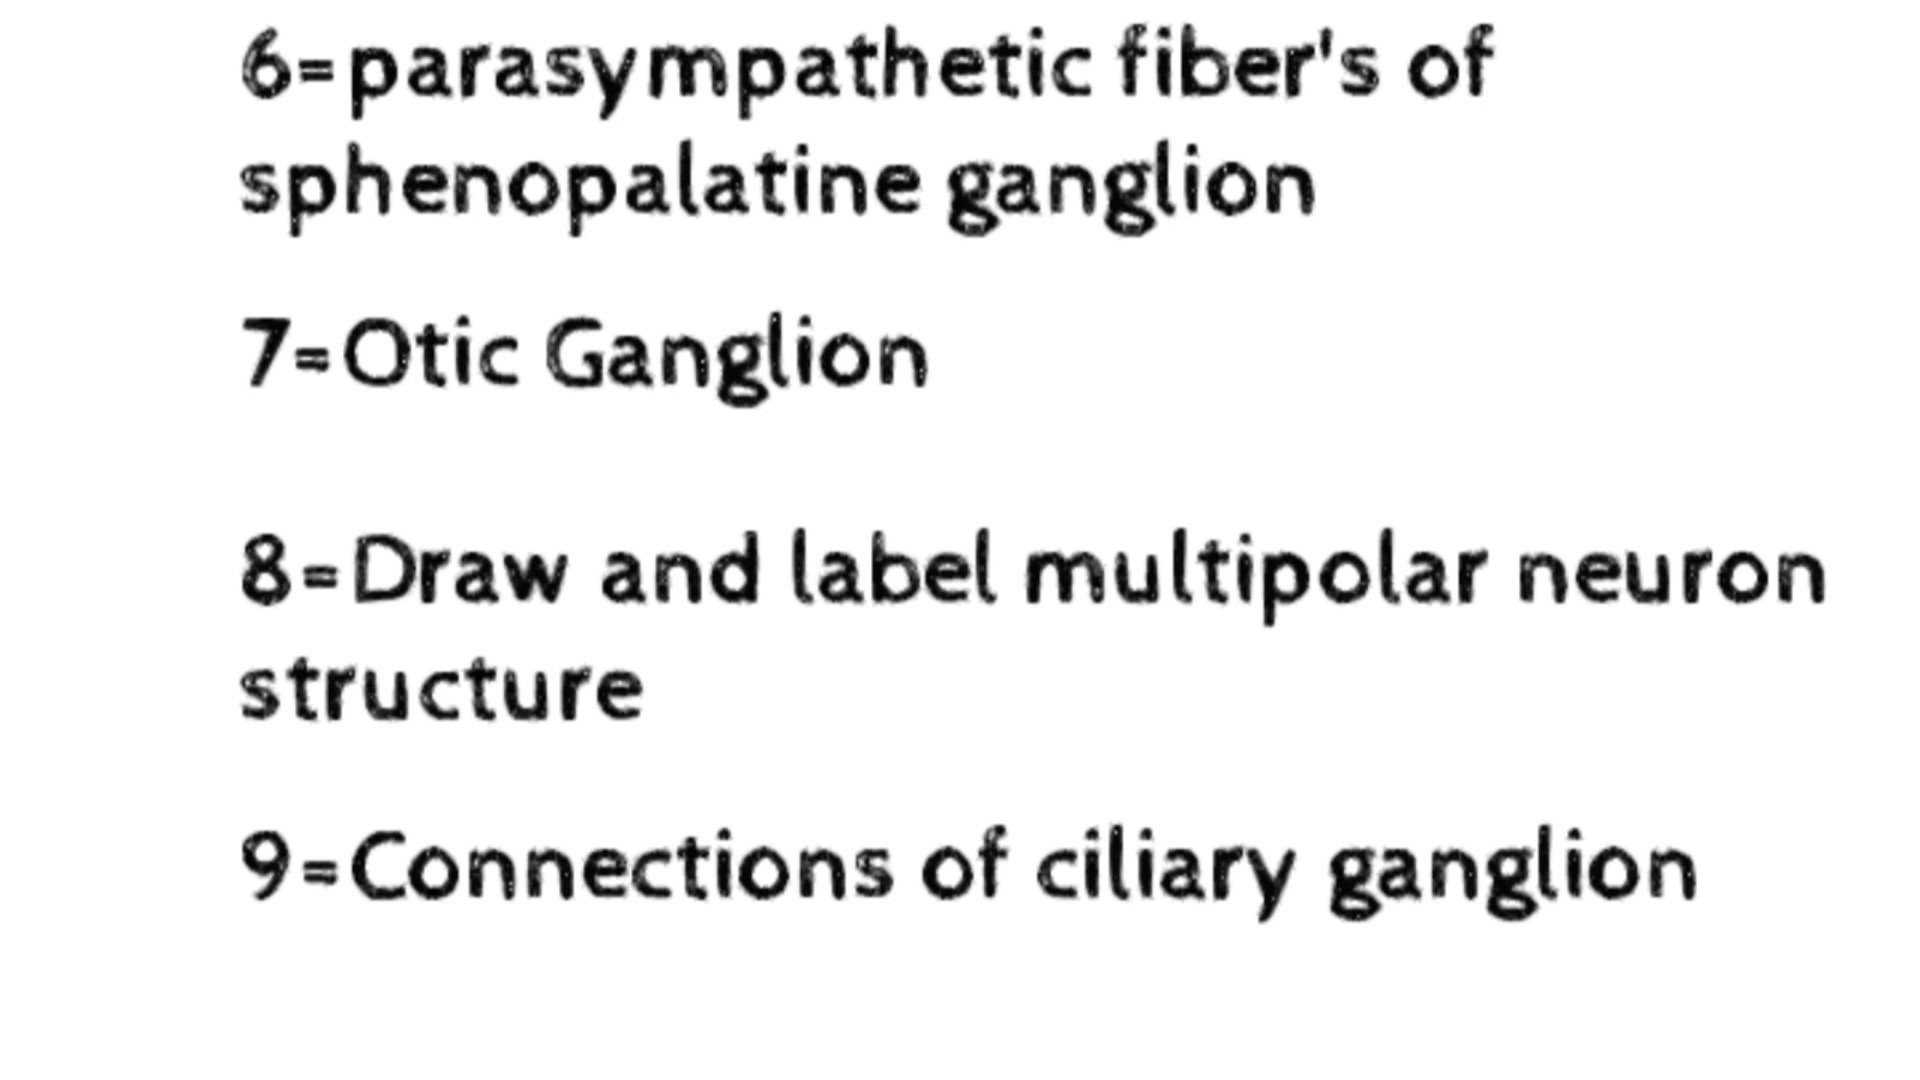 6=parasympathetic fiber's of
sphenopalatine ganglion
7=Otic Ganglion
8=Draw and label multipolar neuron
structure
9=Connections of ciliary ganglion